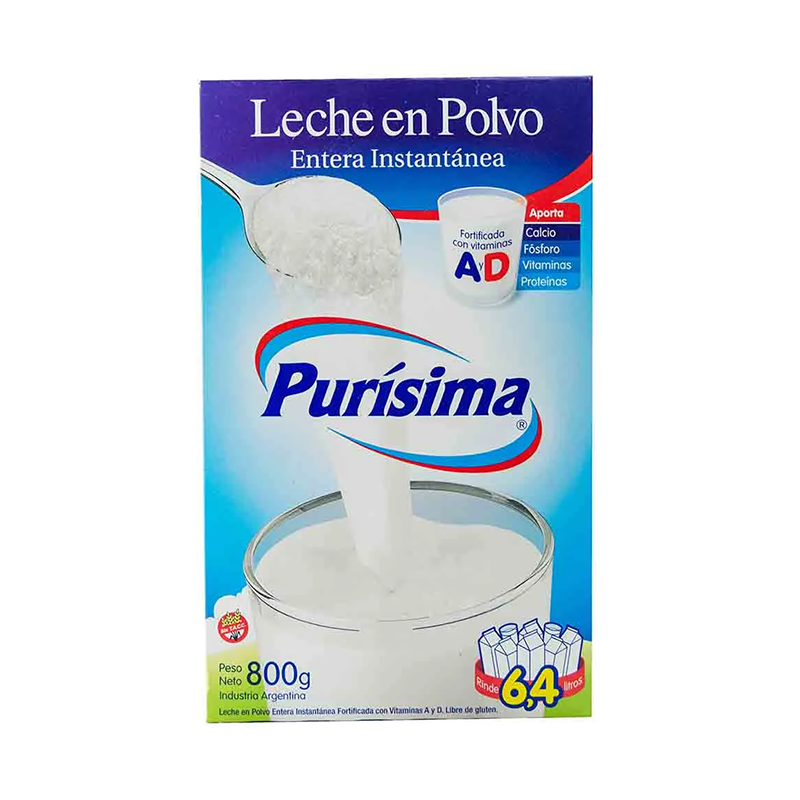 Leche en Polvo
Entera Instantánea
Fortificada
con vitaminas
A y D
Aporta
Calcio
Fósforo
Vitaminas
Proteínas
Purísima
®
Sin T.A.C.C.
Peso
Neto 800g
Industria Argentina
Rinde 6,4 litros
Leche en Polvo Entera Instantánea Fortificada con Vitaminas A y D. Libre de gluten.